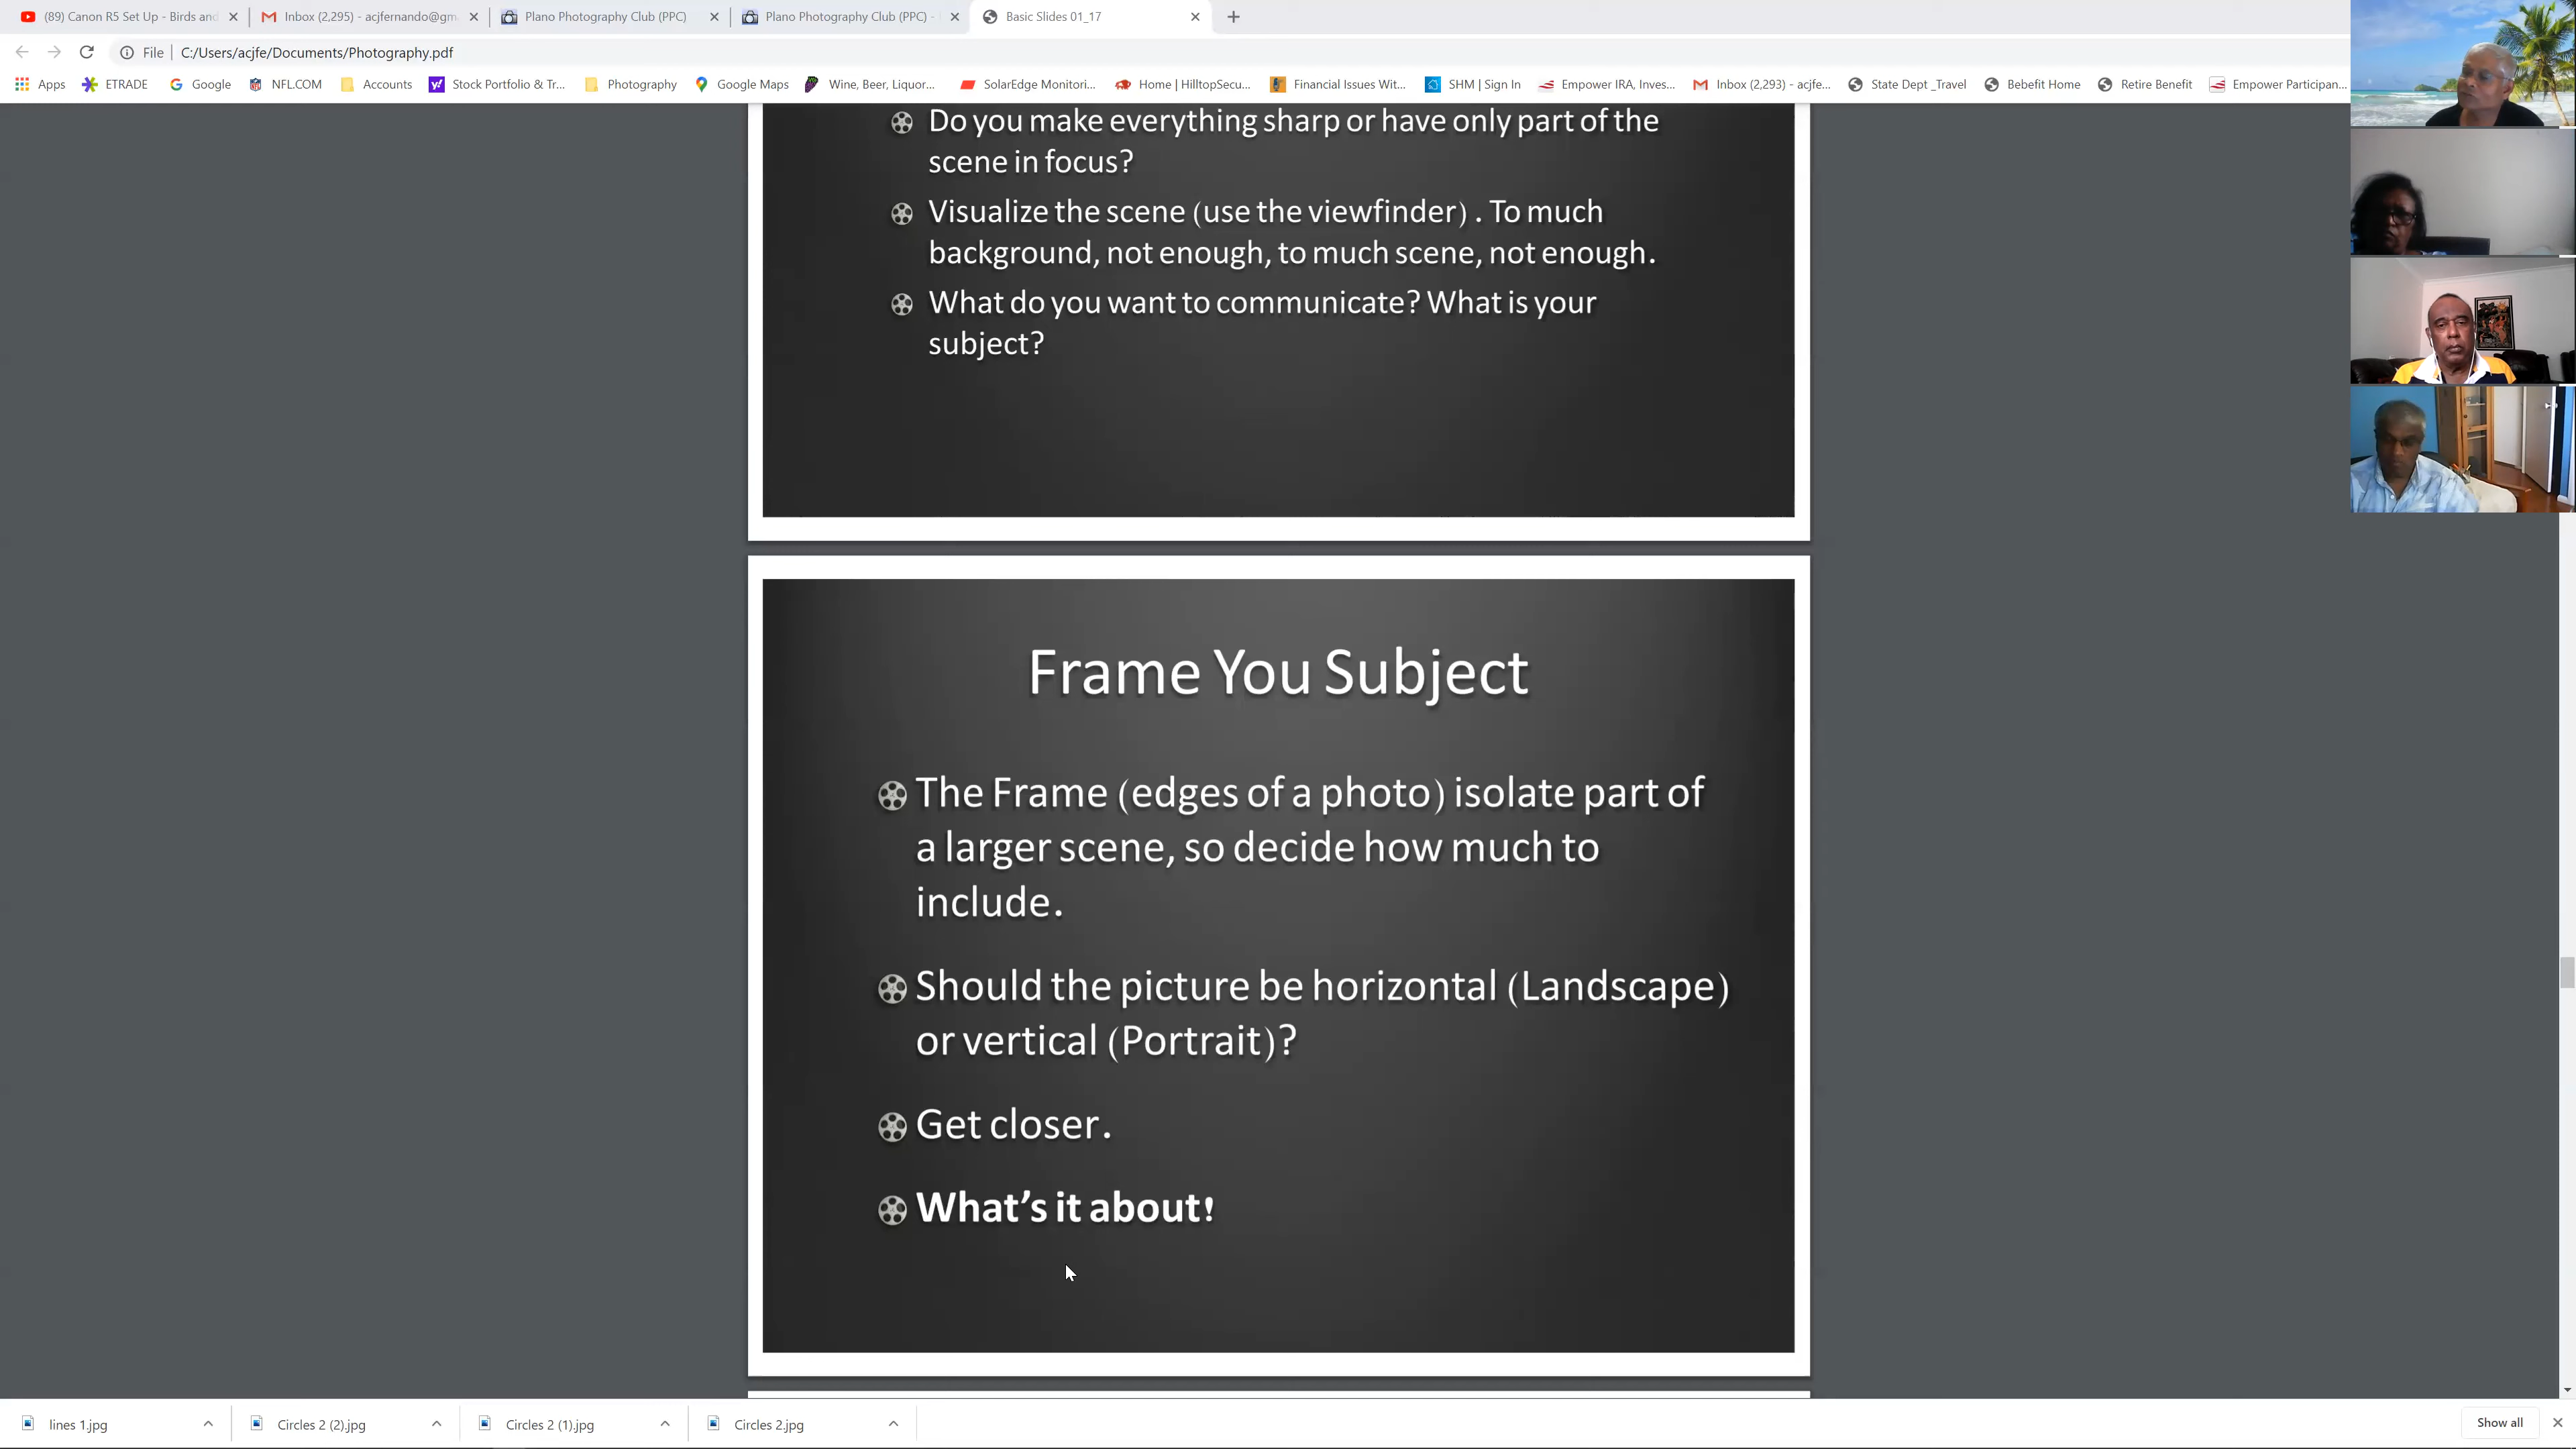 (89) Canon R5 Set Up - Birds and
Inbox (2,295) - acjfernando@gm
Plano Photography Club (PPC)
Plano Photography Club (PPC) -
Basic Slides 01_17
File
C:/Users/acjfe/Documents/Photography.pdf
Apps
ETRADE
Google
NFL.COM
Accounts
Stock Portfolio & Tr...
Photography
Google Maps
Wine, Beer, Liquor...
SolarEdge Monitori...
Home | HilltopSecu...
Financial Issues Wit...
SHM | Sign In
Empower IRA, Inves...
Inbox (2,293) - acjfe...
State Dept _Travel
Bebefit Home
Retire Benefit
Empower Participan...
Do you make everything sharp or have only part of the
scene in focus?
Visualize the scene (use the viewfinder) . To much
background, not enough, to much scene, not enough.
What do you want to communicate? What is your
subject?
Frame You Subject
The Frame (edges of a photo) isolate part of
a larger scene, so decide how much to
include.
Should the picture be horizontal (Landscape)
or vertical (Portrait)?
Get closer.
What's it about!
lines 1.jpg
Circles 2 (2).jpg
Circles 2 (1).jpg
Circles 2.jpg
Show all